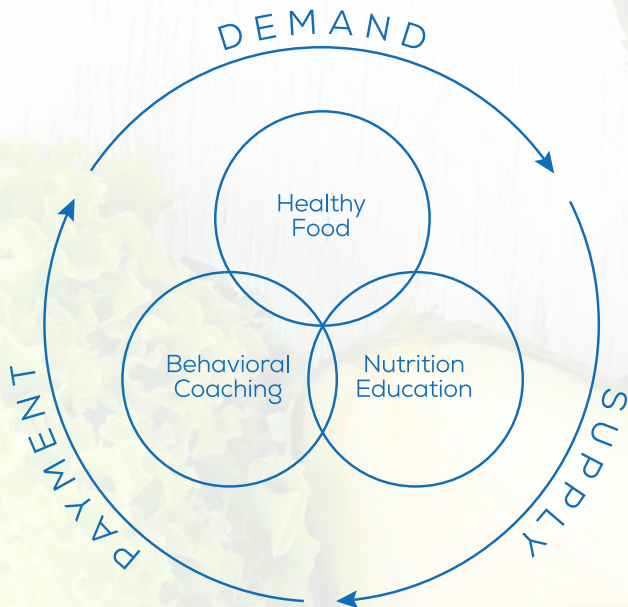 DEMAND
Healthy
Food
Behavioral
Coaching
Nutrition
Education
PAYMENT
SUPPLY